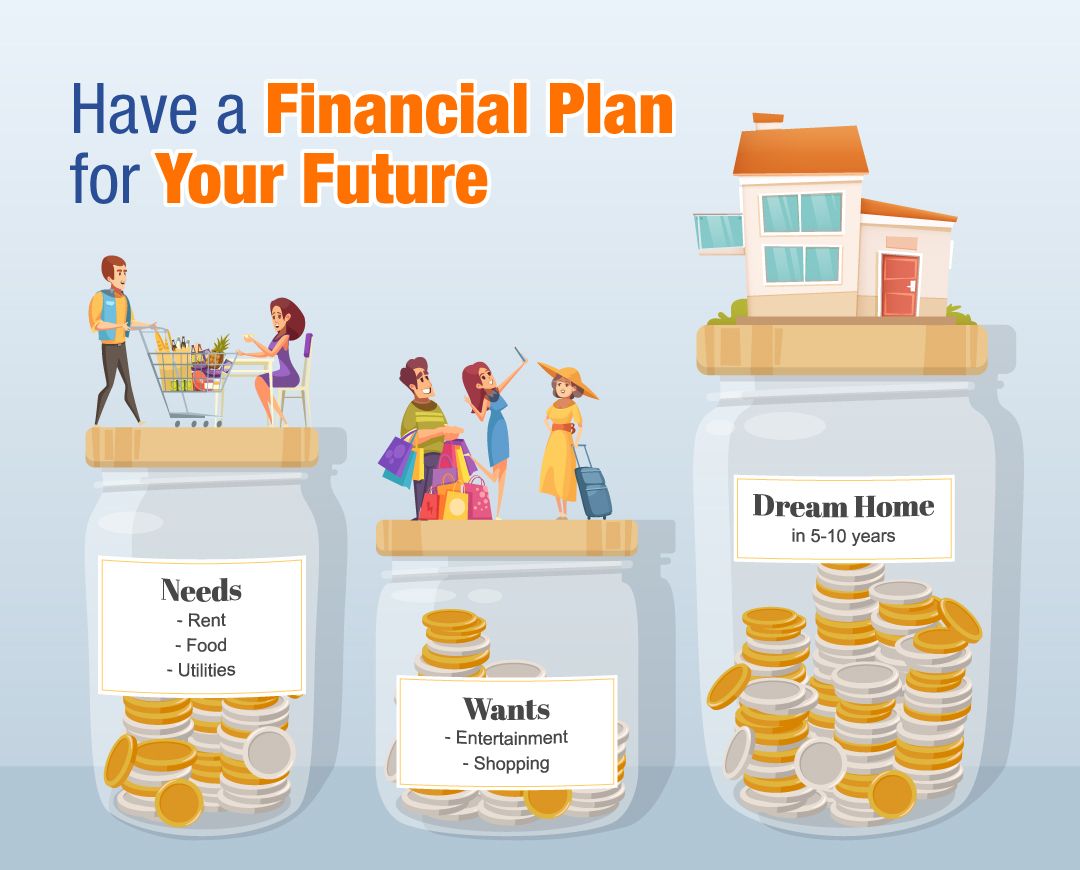 Have a Financial Plan
for Your Future
Needs
- Rent
- Food
- Utilities
Wants
- Entertainment
- Shopping
Dream Home
in 5-10 years